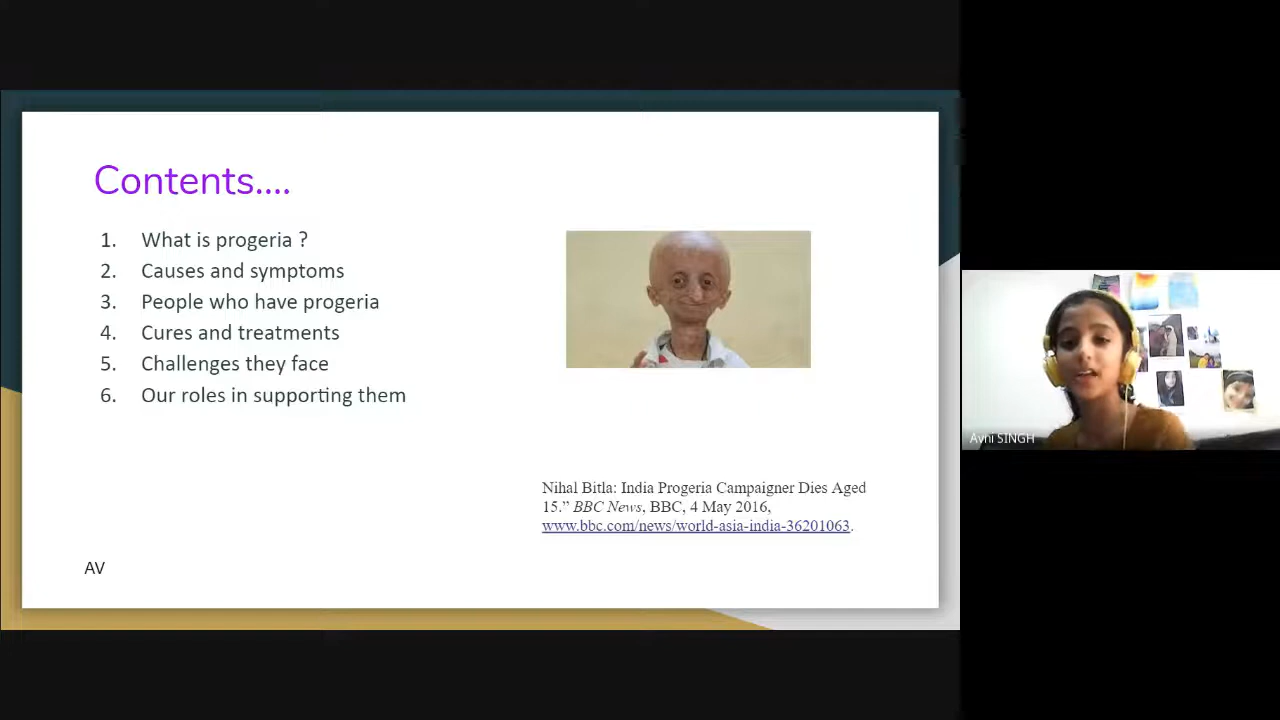 Contents....
1. What is progeria ?
2. Causes and symptoms
3. People who have progeria
4. Cures and treatments
5. Challenges they face
6. Our roles in supporting them
Nihal Bitla: India Progeria Campaigner Dies Aged
15.” BBC News, BBC, 4 May 2016,
www.bbc.com/news/world-asia-india-36201063.
AV
Avni SINGH